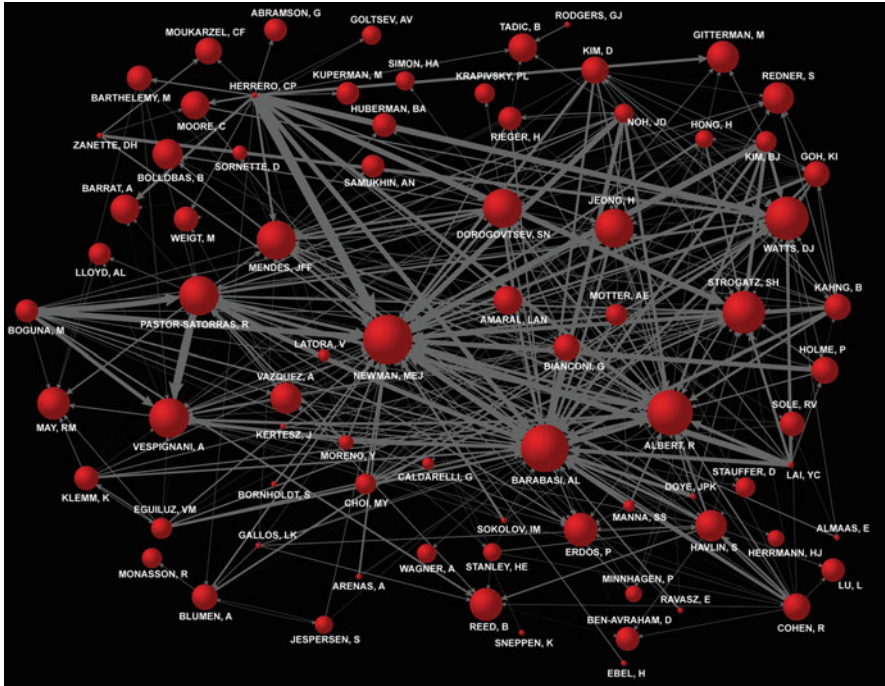 ABRAMSON, G
RODGERS, GJ
GOLTSEV, AV
TADIC, B
MOUKARZEL, CF
GITTERMAN, M
SIMON, HA
KIM, D
KUPERMAN, M
KRAPIVSKY, PL
REDNER, S
HERRERO, CP
BARTHELEMY, M
HUBERMAN, BA
MOORE, C
NOH, JD
HONG, H
RIEGER, H
ZANETTE, DH
KIM, BJ
GOH, KI
SORNETTE, D
BOLLOBAS, B
SAMUKHIN, AN
BARRAT, A
JEONG, H
DOROGOVTSEV, SN
WEIGT, M
WATTS, DJ
MENDES, JFF
LLOYD, AL
STROGATZ, SH
KAHNG, B
MOTTER, AE
PASTOR-SATORRAS, R
AMARAL, LAN
BOGUNA, M
LATORA, V
HOLME, P
BIANCONI, G
NEWMAN, MEJ
VAZQUEZ, A
SOLE, RV
MAY, RM
VESPIGNANI, A
KERTESZ, J
ALBERT, R
MORENO, Y
STAUFFER, D
LAI, YC
BARABASI, AL
CALDARELLI, G
KLEMM, K
BORNHOLDT, S
CHOI, MY
DOYE, JPK
EGUILUZ, VM
MANNA, SS
SOKOLOV, IM
ALMAAS, E
GALLOS, LK
ERDOS, P
HAVLIN, S
HERRMANN, HJ
STANLEY, HE
WAGNER, A
MONASSON, R
MINNHAGEN, P
LU, L
ARENAS, A
RAVASZ, E
BLUMEN, A
REED, B
BEN-AVRAHAM, D
COHEN, R
JESPERSEN, S
SNEPPEN, K
EBEL, H